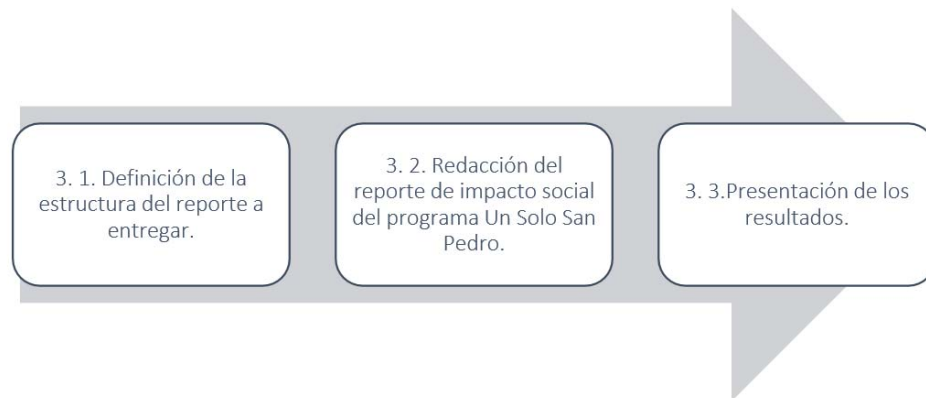 3. 1. Definición de la
estructura del reporte a
entregar.
3. 2. Redacción del
reporte de impacto social
del programa Un Solo San
Pedro.
3. 3.Presentación de los
resultados.